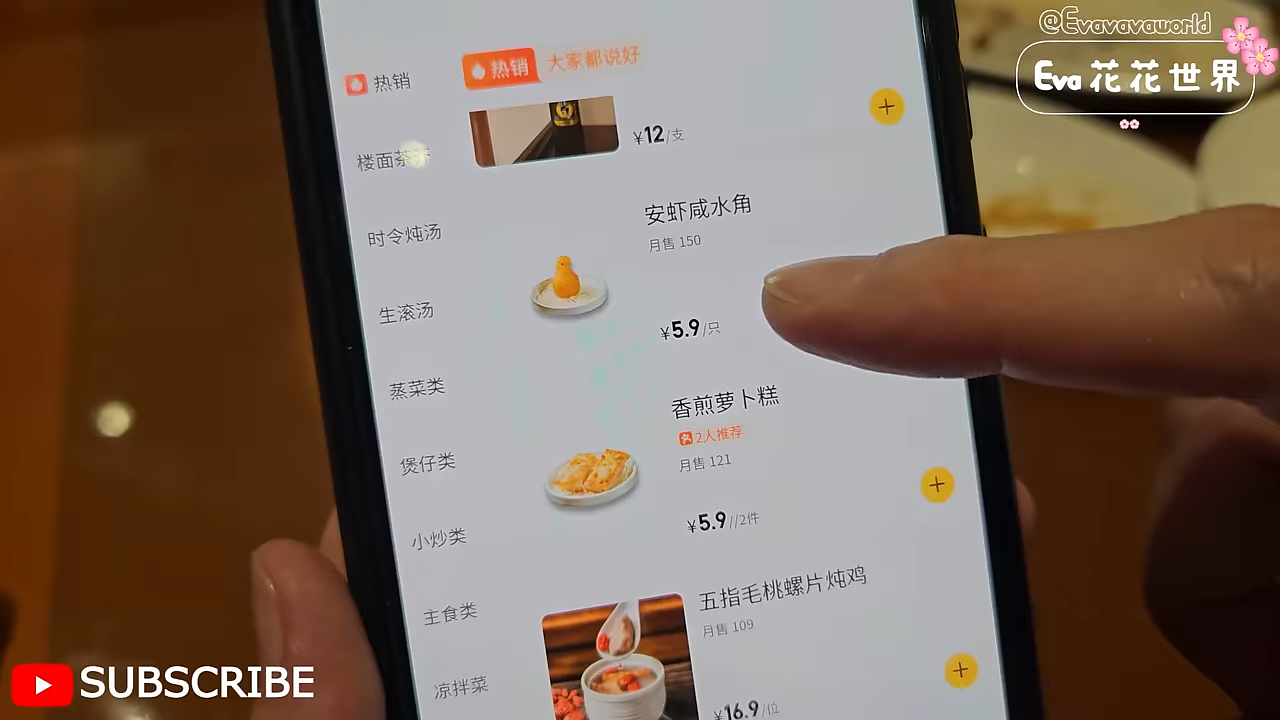 @Evavavaworld
Eva花花世界
热销
热销 大家都说好
¥12/支
楼面茶
安虾咸水角
月售 150
¥5.9/只
时令炖汤
生滚汤
蒸菜类
香煎萝卜糕
2人推荐
月售 121
¥5.9//2件
煲仔类
小炒类
五指毛桃螺片炖鸡
月售 109
¥16.9/位
主食类
凉拌菜
SUBSCRIBE